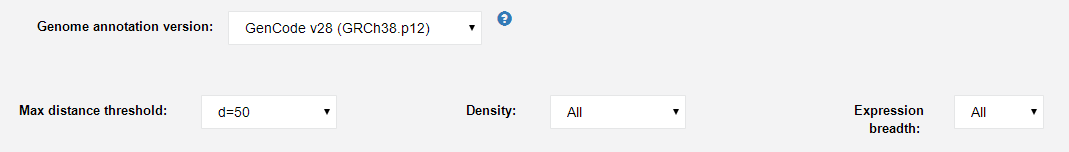 Genome annotation version: GenCode v28 (GRCh38.p12) ?
Max distance threshold: d=50 Density: All Expression All
breadth: